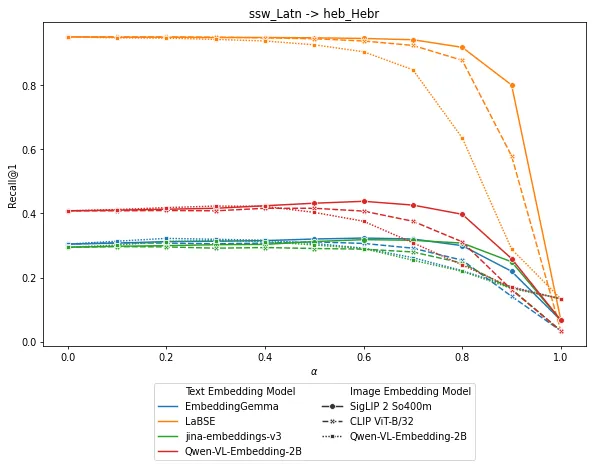 ssw_Latn -> heb_Hebr
Recall@1
0.8
0.6
0.4
0.2
0.0
0.0 0.2 0.4 0.6 0.8 1.0
α
Text Embedding Model
EmbeddingGemma
LaBSE
jina-embeddings-v3
Qwen-VL-Embedding-2B
Image Embedding Model
SigLIP 2 So400m
CLIP ViT-B/32
Qwen-VL-Embedding-2B